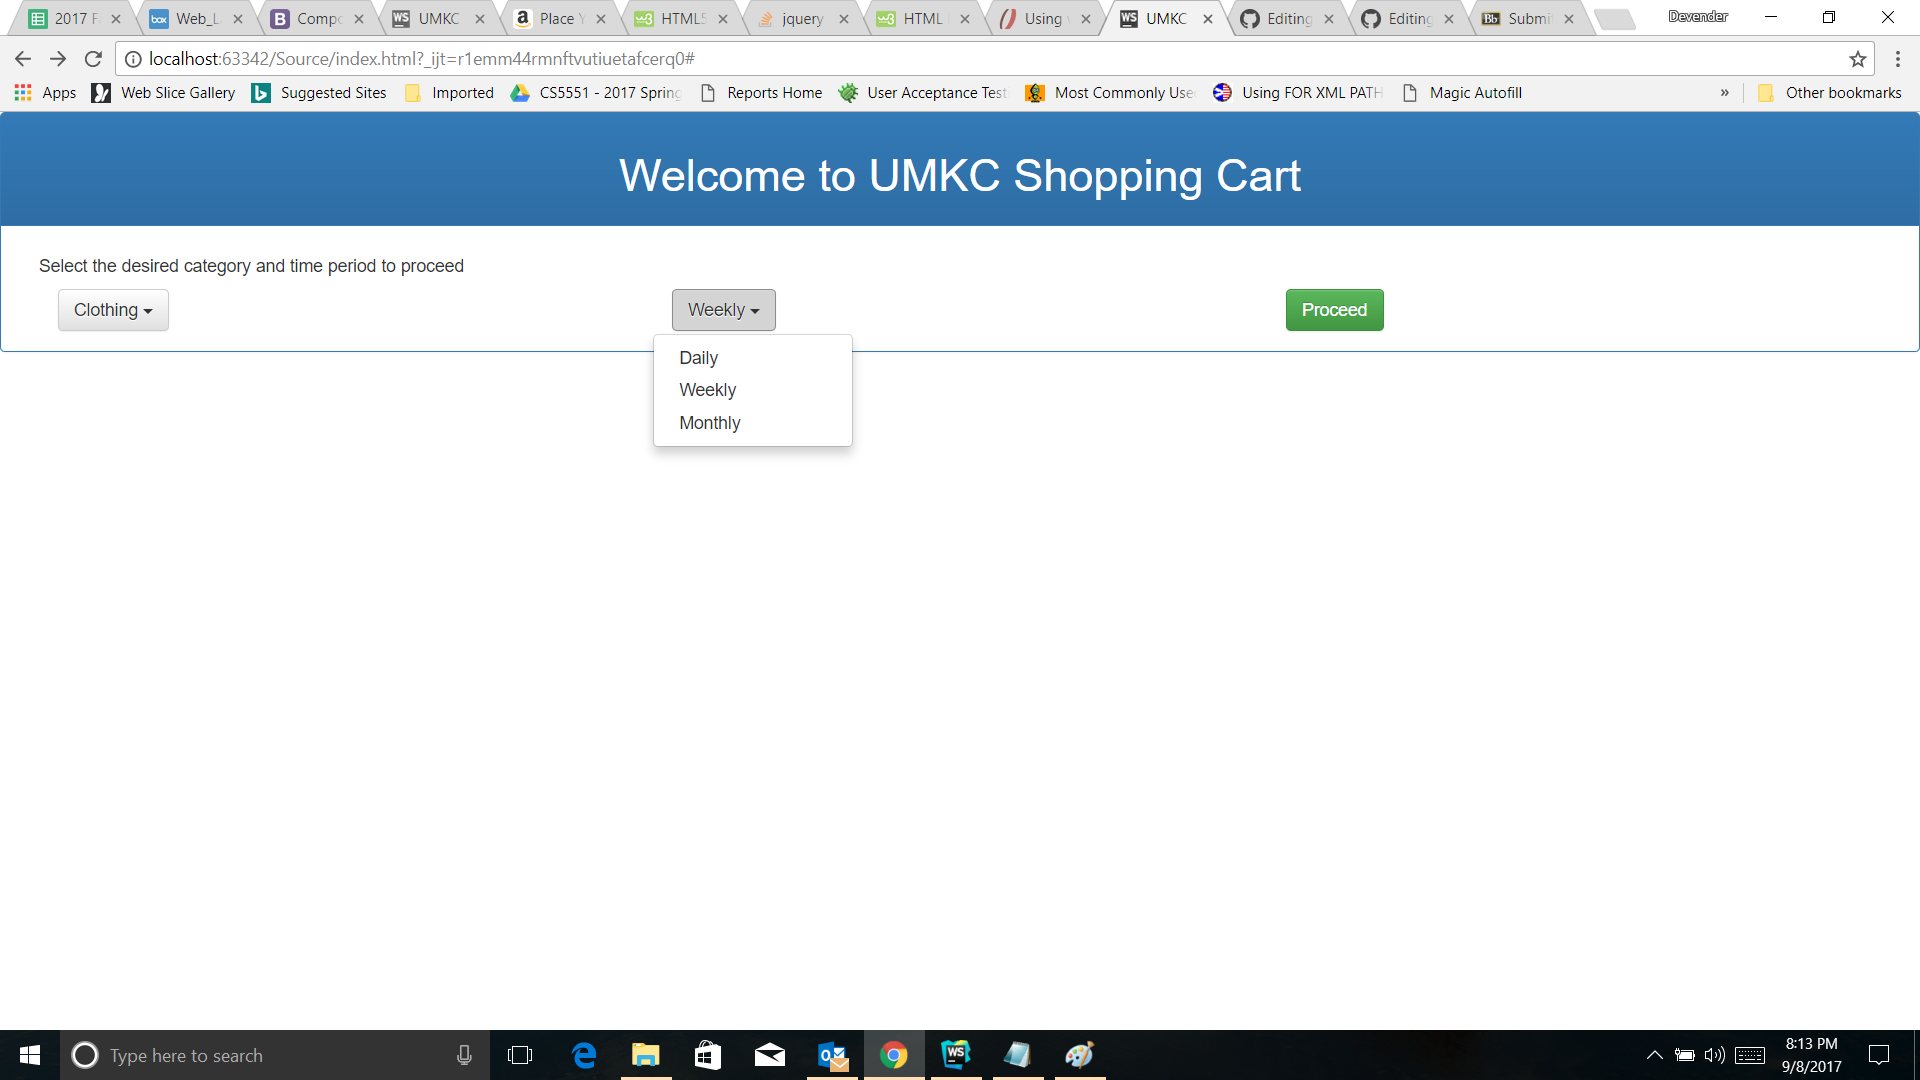 2017 F
Web_L
Compo
UMKC
Place Y
HTML5
jquery
HTML
Using
UMKC
Editing
Editing
Submi
Devender
localhost:63342/Source/index.html?_ijt=r1emm44rmnftvutiuetafcerq0#
Apps
Web Slice Gallery
Suggested Sites
Imported
CS5551 - 2017 Spring
Reports Home
User Acceptance Test
Most Commonly Use
Using FOR XML PATH
Magic Autofill
»
Other bookmarks
Welcome to UMKC Shopping Cart
Select the desired category and time period to proceed
Clothing
Weekly
Proceed
Daily
Weekly
Monthly
Type here to search
8:13 PM
9/8/2017